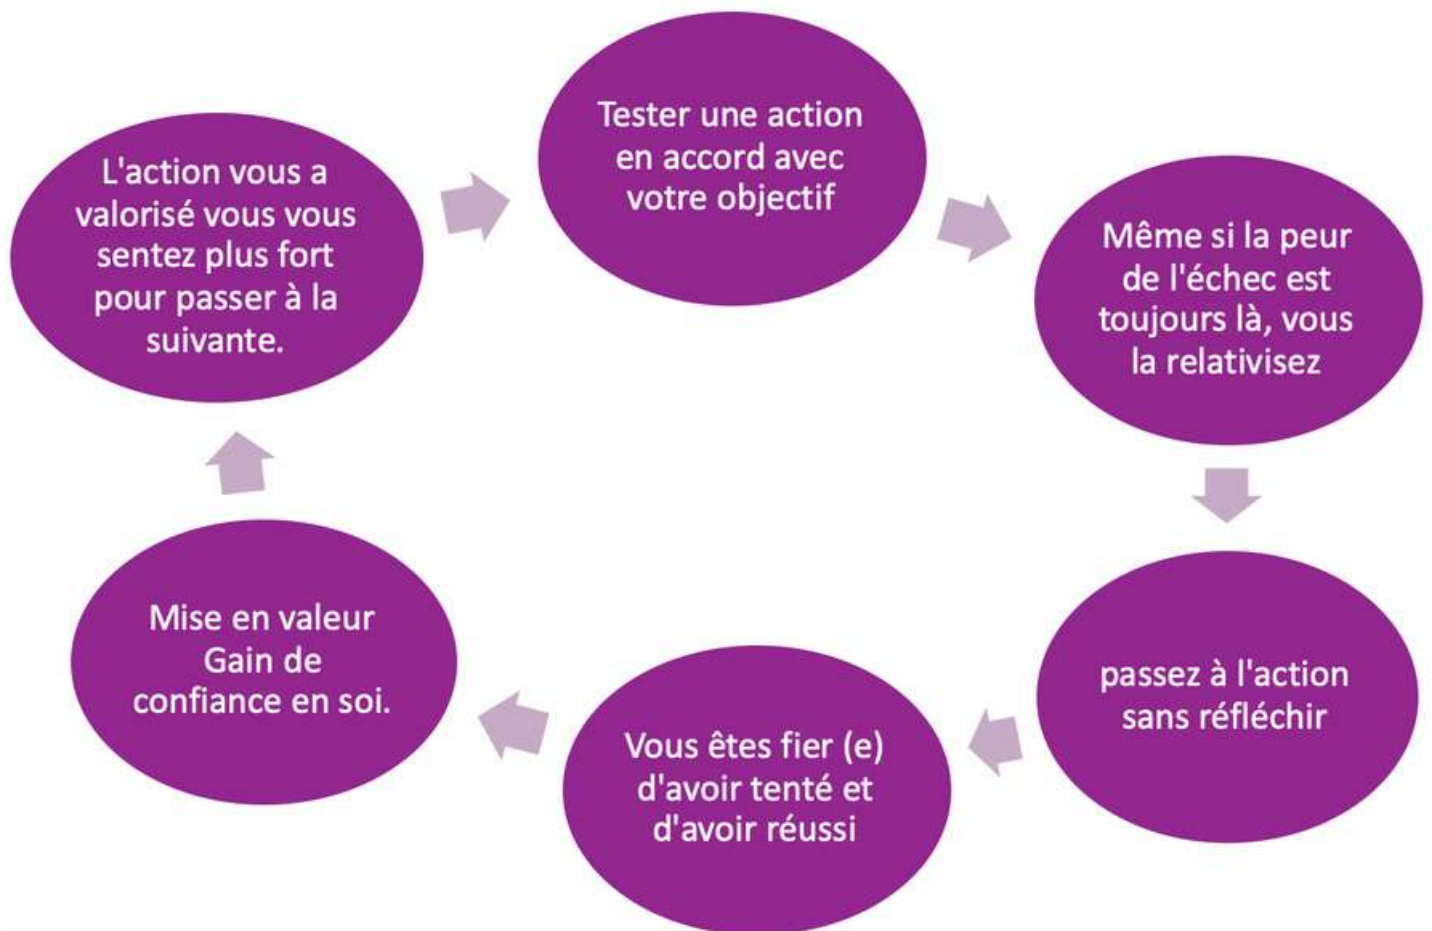 Tester une action
en accord avec
votre objectif
Même si la peur
de l'échec est
toujours là, vous
la relativisez
passez à l'action
sans réfléchir
Vous êtes fier (e)
d'avoir tenté et
d'avoir réussi
Mise en valeur
Gain de
confiance en soi.
L'action vous a
valorisé vous vous
sentez plus fort
pour passer à la
suivante.